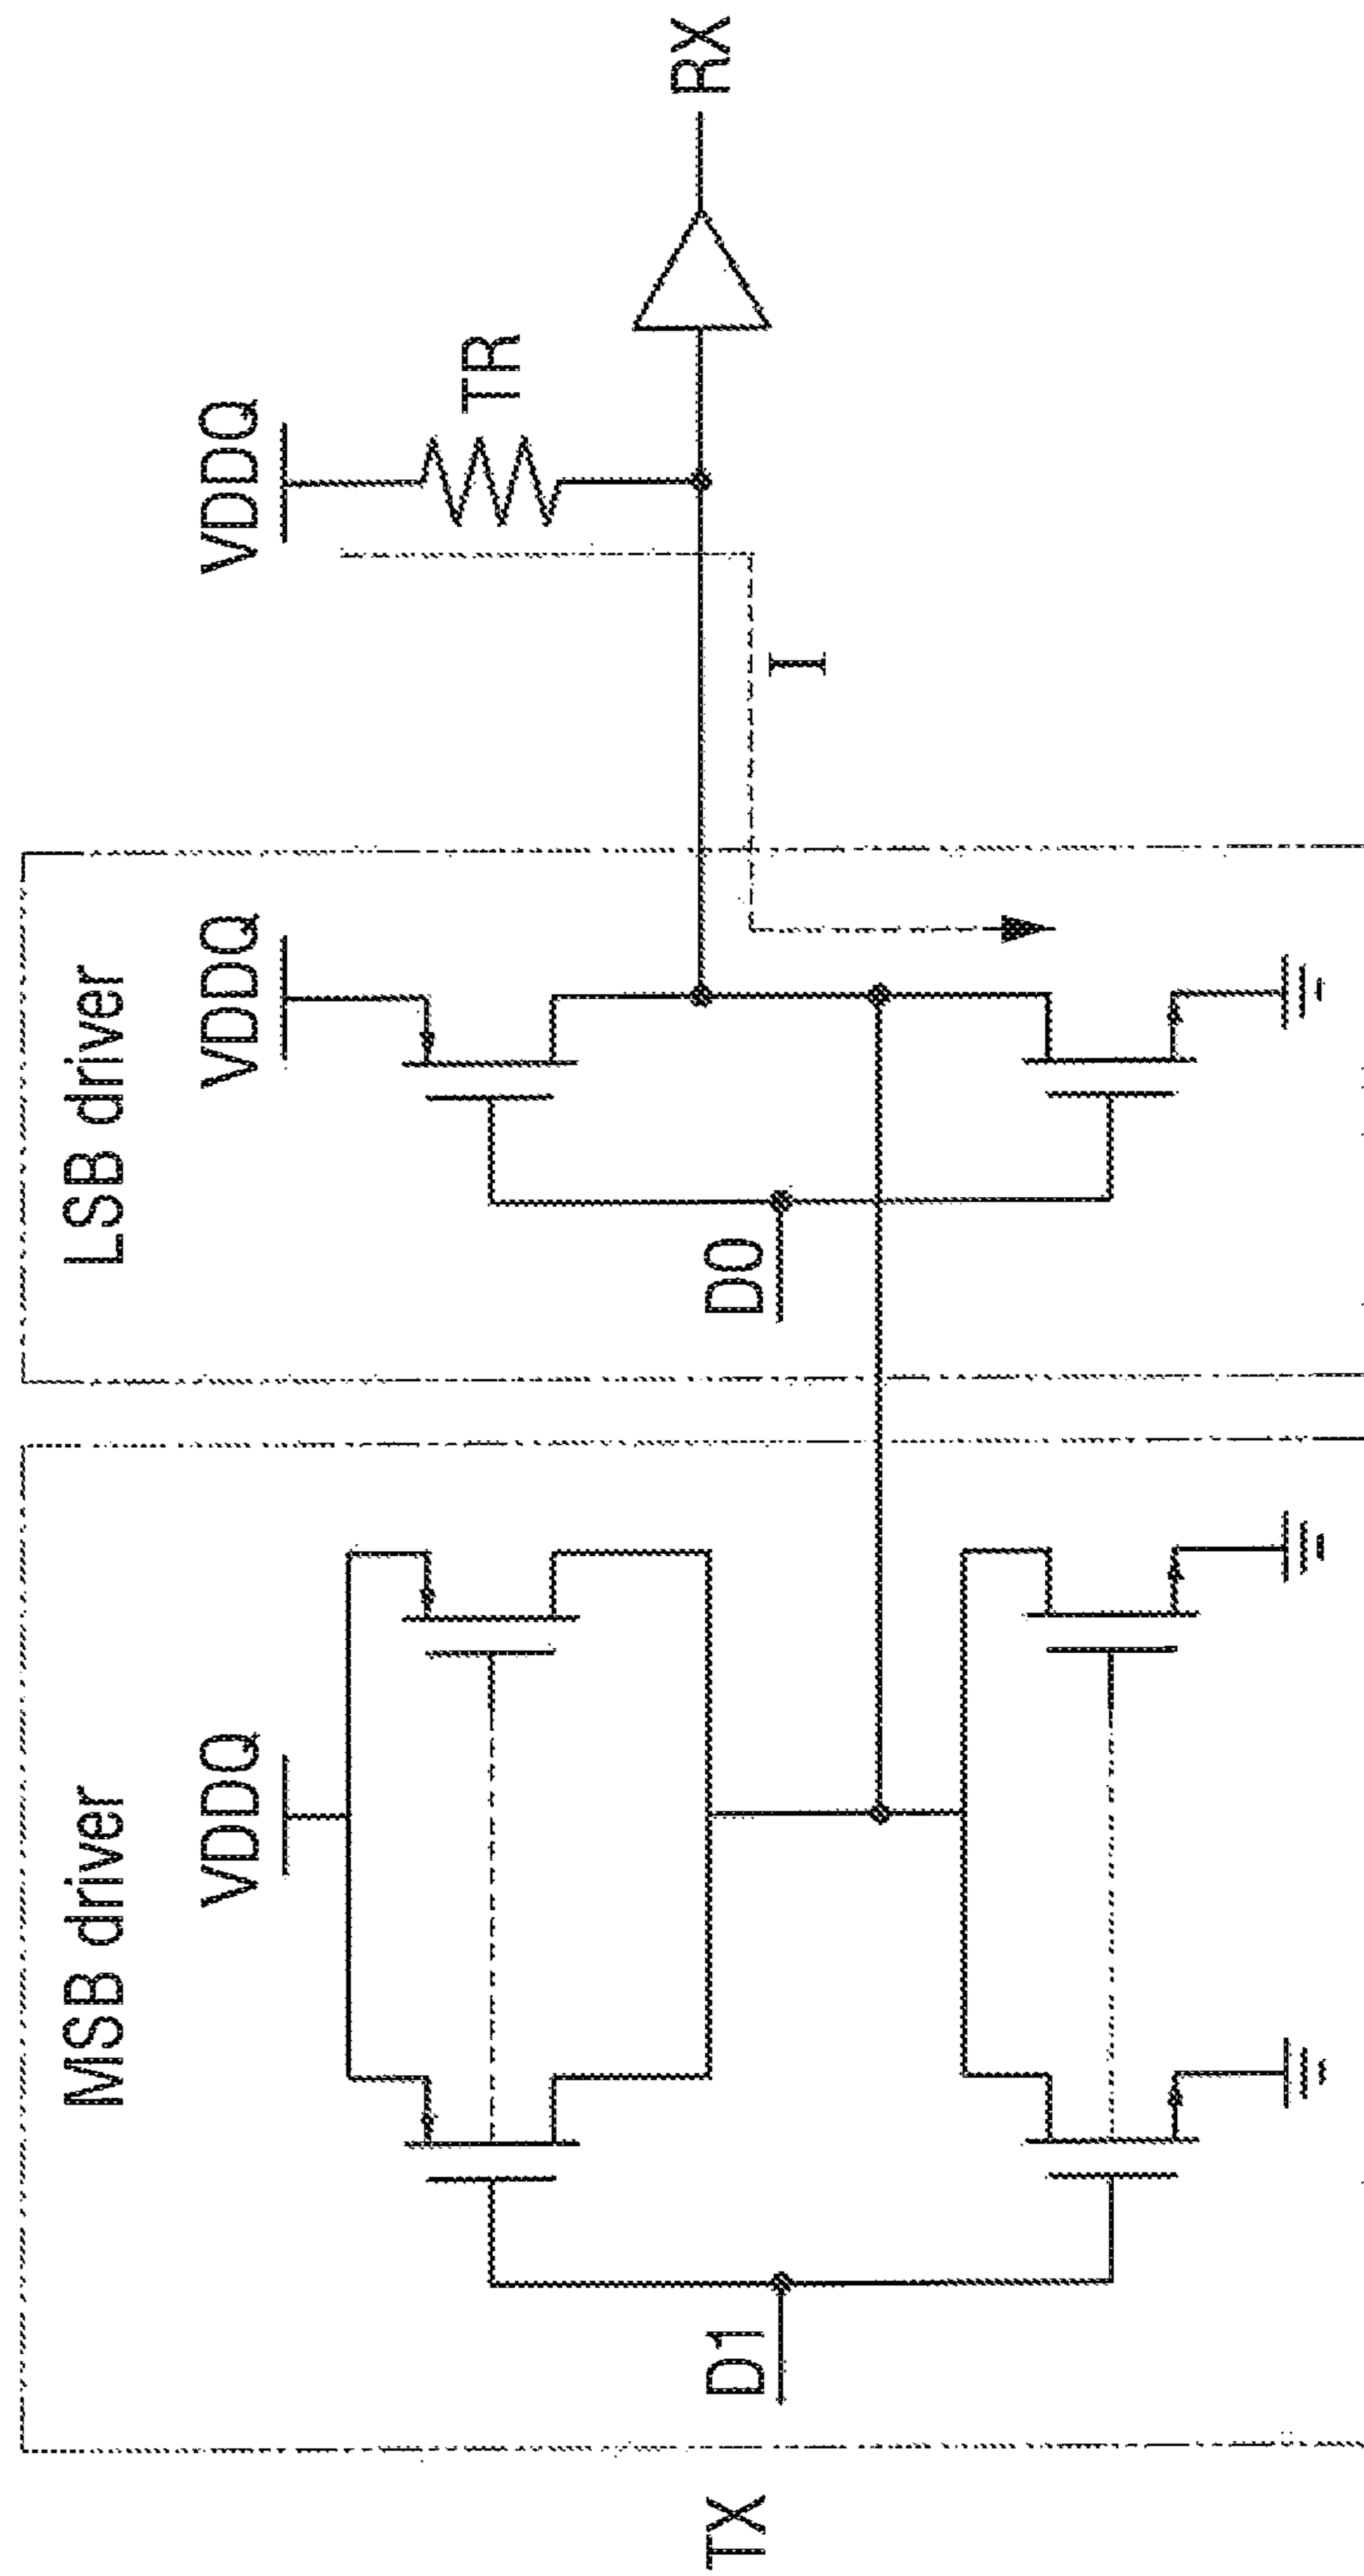 TX
MSB driver
VDDQ
D1
LSB driver
VDDQ
D0
VDDQ
TR
I
RX